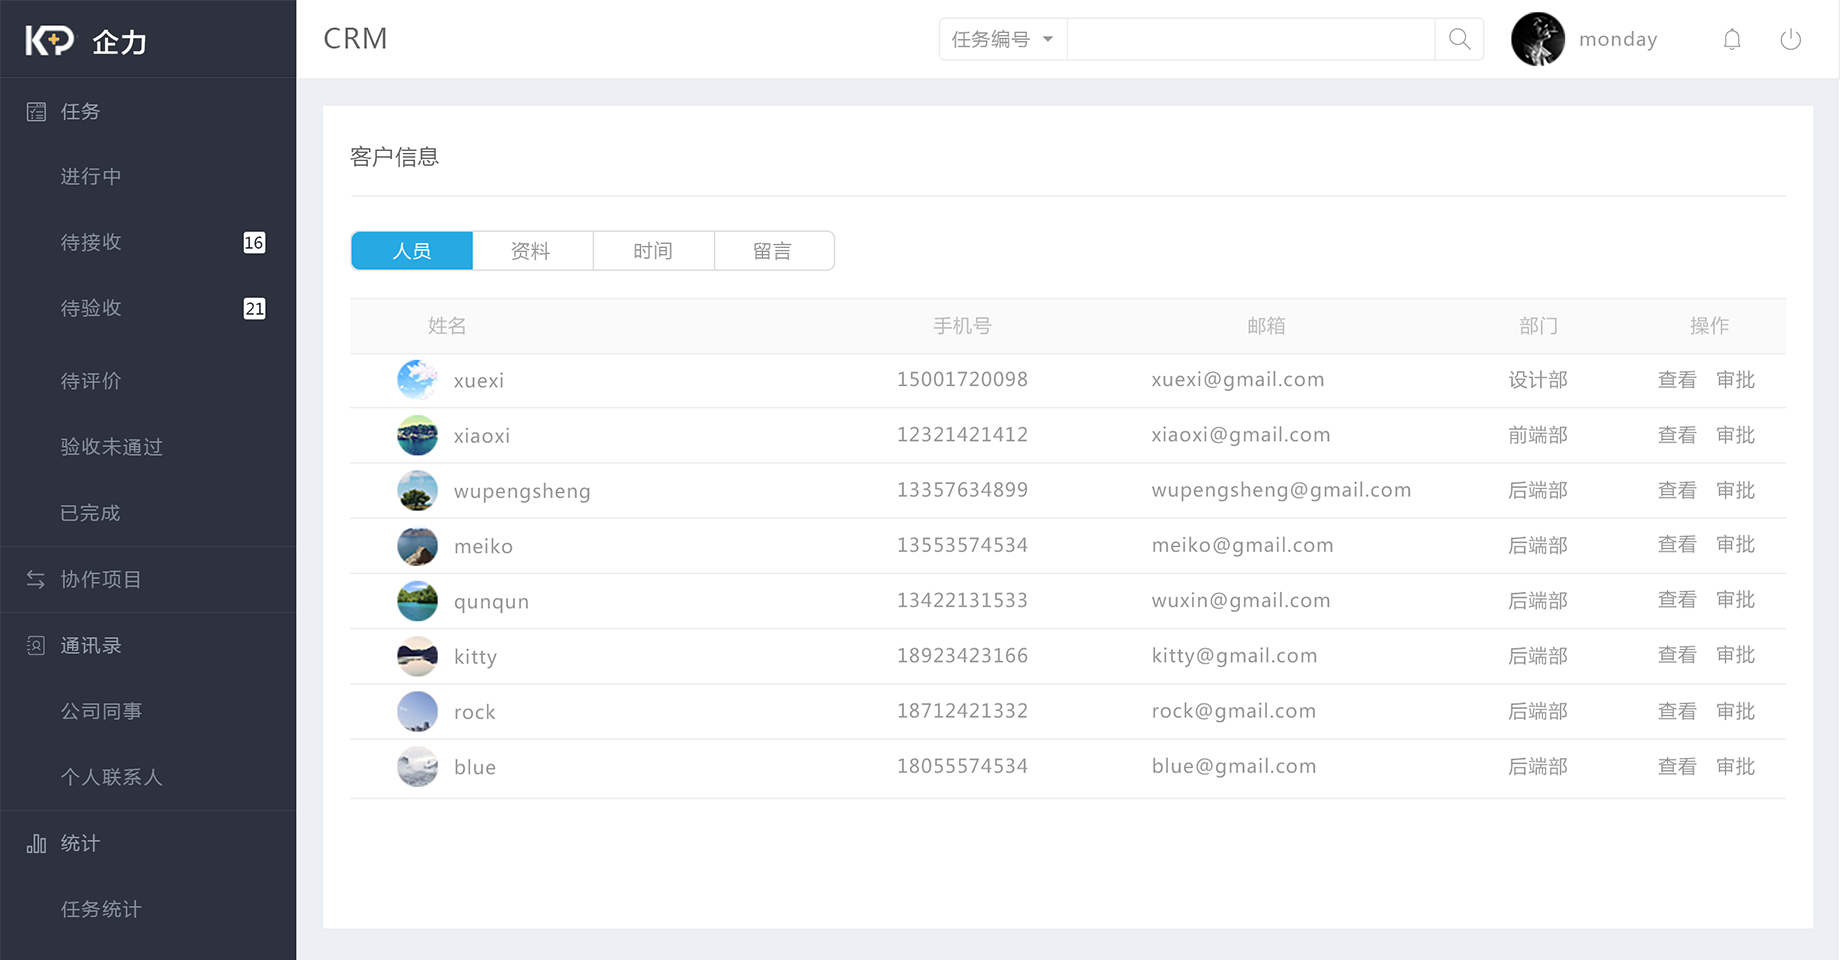 KP 企力
CRM
任务编号
monday
任务
进行中
待接收 16
待验收 21
待评价
验收未通过
已完成
协作项目
通讯录
公司同事
个人联系人
统计
任务统计
客户信息
人员 资料 时间 留言
姓名 手机号 邮箱 部门 操作
xuexi 15001720098 xuexi@gmail.com 设计部 查看 审批
xiaoxi 12321421412 xiaoxi@gmail.com 前端部 查看 审批
wupengsheng 13357634899 wupengsheng@gmail.com 后端部 查看 审批
meiko 13553574534 meiko@gmail.com 后端部 查看 审批
qunqun 13422131533 wuxin@gmail.com 后端部 查看 审批
kitty 18923423166 kitty@gmail.com 后端部 查看 审批
rock 18712421332 rock@gmail.com 后端部 查看 审批
blue 18055574534 blue@gmail.com 后端部 查看 审批